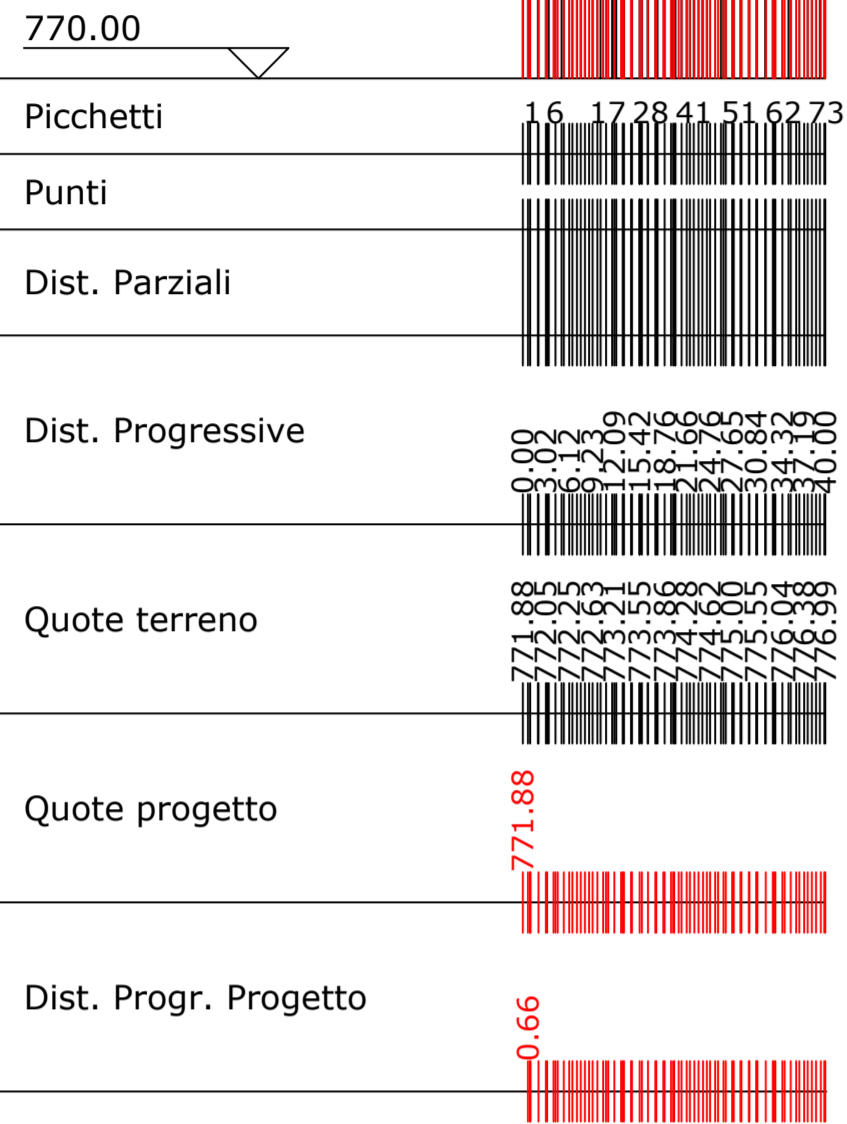 770.00
Picchetti 1 6 17 28 41 51 62 73
Punti
Dist. Parziali
Dist. Progressive 0.00 3.02 6.12 9.23 12.09 15.42 18.76 21.66 24.76 27.65 30.84 34.32 37.19 40.00
Quote terreno 771.88 772.05 772.25 772.63 773.21 773.55 773.86 774.28 774.62 775.00 775.55 776.04 776.38 776.99
Quote progetto 771.88
Dist. Progr. Progetto 0.66